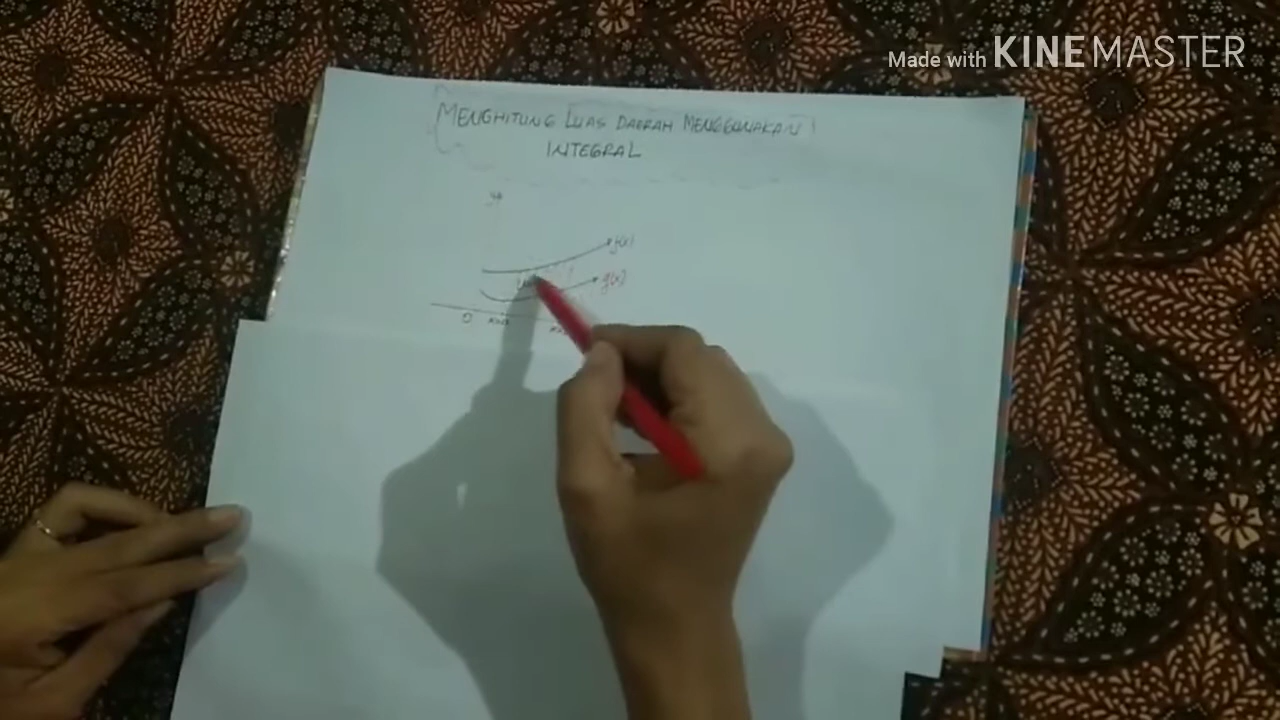 Made with KINEMASTER
MENGHITUNG LUAS DAERAH MENGGUNAKAN
INTEGRAL
f(x)
g(x)
0